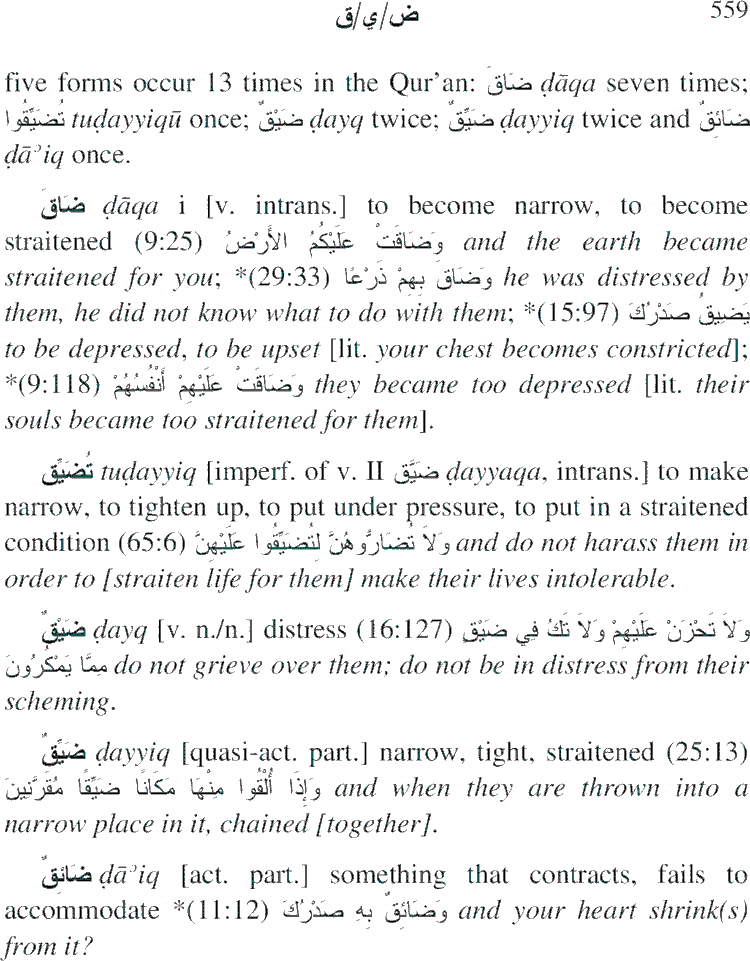 ض/ي/ق 559
five forms occur 13 times in the Qur'an: ضَاقَ ḍāqa seven times;
تُضَيِّقُوا tuḍayyiqū once; ضَيْقٌ ḍayq twice; ضَيِّقٌ ḍayyiq twice and ضَائِقٌ
ḍāʾiq once.
ضَاقَ ḍāqa i [v. intrans.] to become narrow, to become
straitened (9:25) وَضَاقَتْ عَلَيْكُمُ الأَرْضُ and the earth became
straitened for you; *(29:33) وَضَاقَ بِهِمْ ذَرْعًا he was distressed by
them, he did not know what to do with them; *(15:97) يَضِيقُ صَدْرُكَ
to be depressed, to be upset [lit. your chest becomes constricted];
*(9:118) وَضَاقَتْ عَلَيْهِمْ أَنْفُسُهُمْ they became too depressed [lit. their
souls became too straitened for them].
تُضَيِّق tuḍayyiq [imperf. of v. II ضَيَّق ḍayyaqa, intrans.] to make
narrow, to tighten up, to put under pressure, to put in a straitened
condition (65:6) وَلاَ تُضَارُّوهُنَّ لِتُضَيِّقُوا عَلَيْهِنَّ and do not harass them in
order to [straiten life for them] make their lives intolerable.
ضَيْقٌ ḍayq [v. n./n.] distress (16:127) وَلاَ تَحْزَنْ عَلَيْهِمْ وَلاَ تَكُ فِي ضَيْقٍ
مِمَّا يَمْكُرُونَ do not grieve over them; do not be in distress from their
scheming.
ضَيِّقٌ ḍayyiq [quasi-act. part.] narrow, tight, straitened (25:13)
وَإِذَا أُلْقُوا مِنْهَا مَكَانًا ضَيِّقًا مُقَرَّنِينَ and when they are thrown into a
narrow place in it, chained [together].
ضَائِقٌ ḍāʾiq [act. part.] something that contracts, fails to
accommodate *(11:12) وَضَائِقٌ بِهِ صَدْرُكَ and your heart shrink(s)
from it?